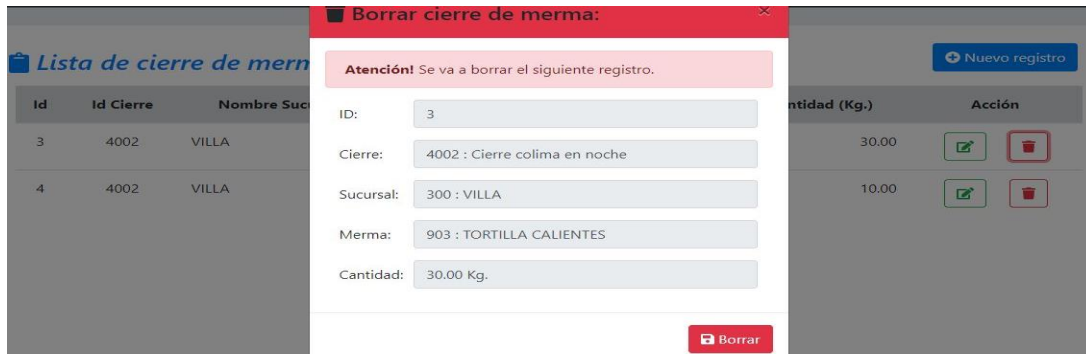 Borrar cierre de merma: ×
Lista de cierre de merm
Nuevo registro
Atención! Se va a borrar el siguiente registro.
Id Id Cierre Nombre Suc ntidad (Kg.) Acción
3 4002 VILLA 30.00
4 4002 VILLA 10.00
ID: 3
Cierre: 4002 : Cierre colima en noche
Sucursal: 300 : VILLA
Merma: 903 : TORTILLA CALIENTES
Cantidad: 30.00 Kg.
Borrar